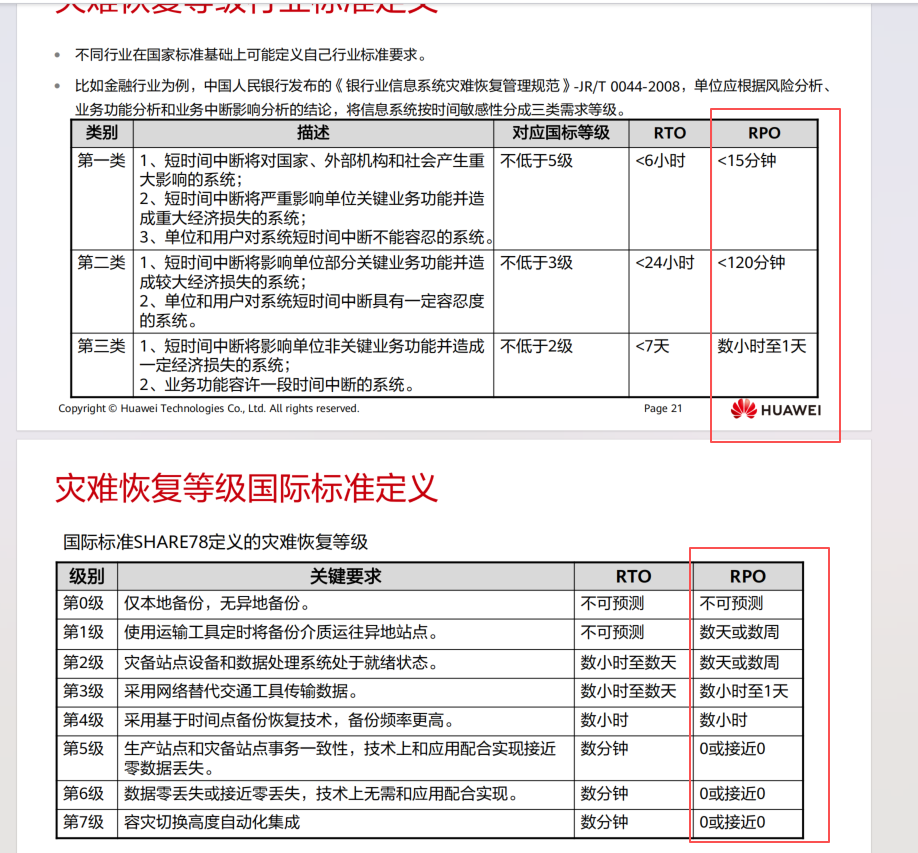 灾难恢复等级行业标准定义
• 不同行业在国家标准基础上可能定义自己行业标准要求。
• 比如金融行业为例，中国人民银行发布的《银行业信息系统灾难恢复管理规范》-JR/T 0044-2008，单位应根据风险分析、
业务功能分析和业务中断影响分析的结论，将信息系统按时间敏感性分成三类需求等级。
类别 描述 对应国标等级 RTO RPO
第一类 1、短时间中断将对国家、外部机构和社会产生重 不低于5级 <6小时 <15分钟
大影响的系统；
2、短时间中断将严重影响单位关键业务功能并造
成重大经济损失的系统；
3、单位和用户对系统短时间中断不能容忍的系统。
第二类 1、短时间中断将影响单位部分关键业务功能并造 不低于3级 <24小时 <120分钟
成较大经济损失的系统；
2、单位和用户对系统短时间中断具有一定容忍度
的系统。
第三类 1、短时间中断将影响单位非关键业务功能并造成 不低于2级 <7天 数小时至1天
一定经济损失的系统；
2、业务功能容许一段时间中断的系统。
Copyright © Huawei Technologies Co., Ltd. All rights reserved. Page 21 HUAWEI
灾难恢复等级国际标准定义
国际标准SHARE78定义的灾难恢复等级
级别 关键要求 RTO RPO
第0级 仅本地备份，无异地备份。 不可预测 不可预测
第1级 使用运输工具定时将备份介质运往异地站点。 不可预测 数天或数周
第2级 灾备站点设备和数据处理系统处于就绪状态。 数小时至数天 数天或数周
第3级 采用网络替代交通工具传输数据。 数小时至数天 数小时至1天
第4级 采用基于时间点备份恢复技术，备份频率更高。 数小时 数小时
第5级 生产站点和灾备站点事务一致性，技术上和应用配合实现接近 数分钟 0或接近0
零数据丢失。
第6级 数据零丢失或接近零丢失，技术上无需和应用配合实现。 数分钟 0或接近0
第7级 容灾切换高度自动化集成 数分钟 0或接近0